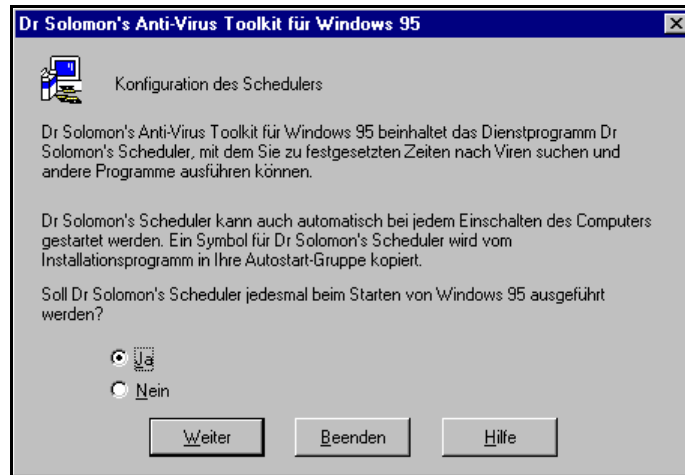 Dr Solomon's Anti-Virus Toolkit für Windows 95
Konfiguration des Schedulers
Dr Solomon's Anti-Virus Toolkit für Windows 95 beinhaltet das Dienstprogramm Dr
Solomon's Scheduler, mit dem Sie zu festgesetzten Zeiten nach Viren suchen und
andere Programme ausführen können.
Dr Solomon's Scheduler kann auch automatisch bei jedem Einschalten des Computers
gestartet werden. Ein Symbol für Dr Solomon's Scheduler wird vom
Installationsprogramm in Ihre Autostart-Gruppe kopiert.
Soll Dr Solomon's Scheduler jedesmal beim Starten von Windows 95 ausgeführt
werden?
Ja
Nein
Weiter
Beenden
Hilfe